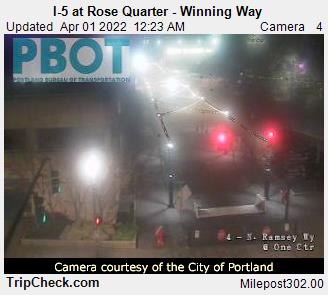 I-5 at Rose Quarter - Winning Way
Updated Apr 01 2022 12:23 AM Camera 4
PBOT
PORTLAND BUREAU OF TRANSPORTATION
4 - N. Ramsey Wy
@ One Ctr
Camera courtesy of the City of Portland
TripCheck.com Milepost302.00